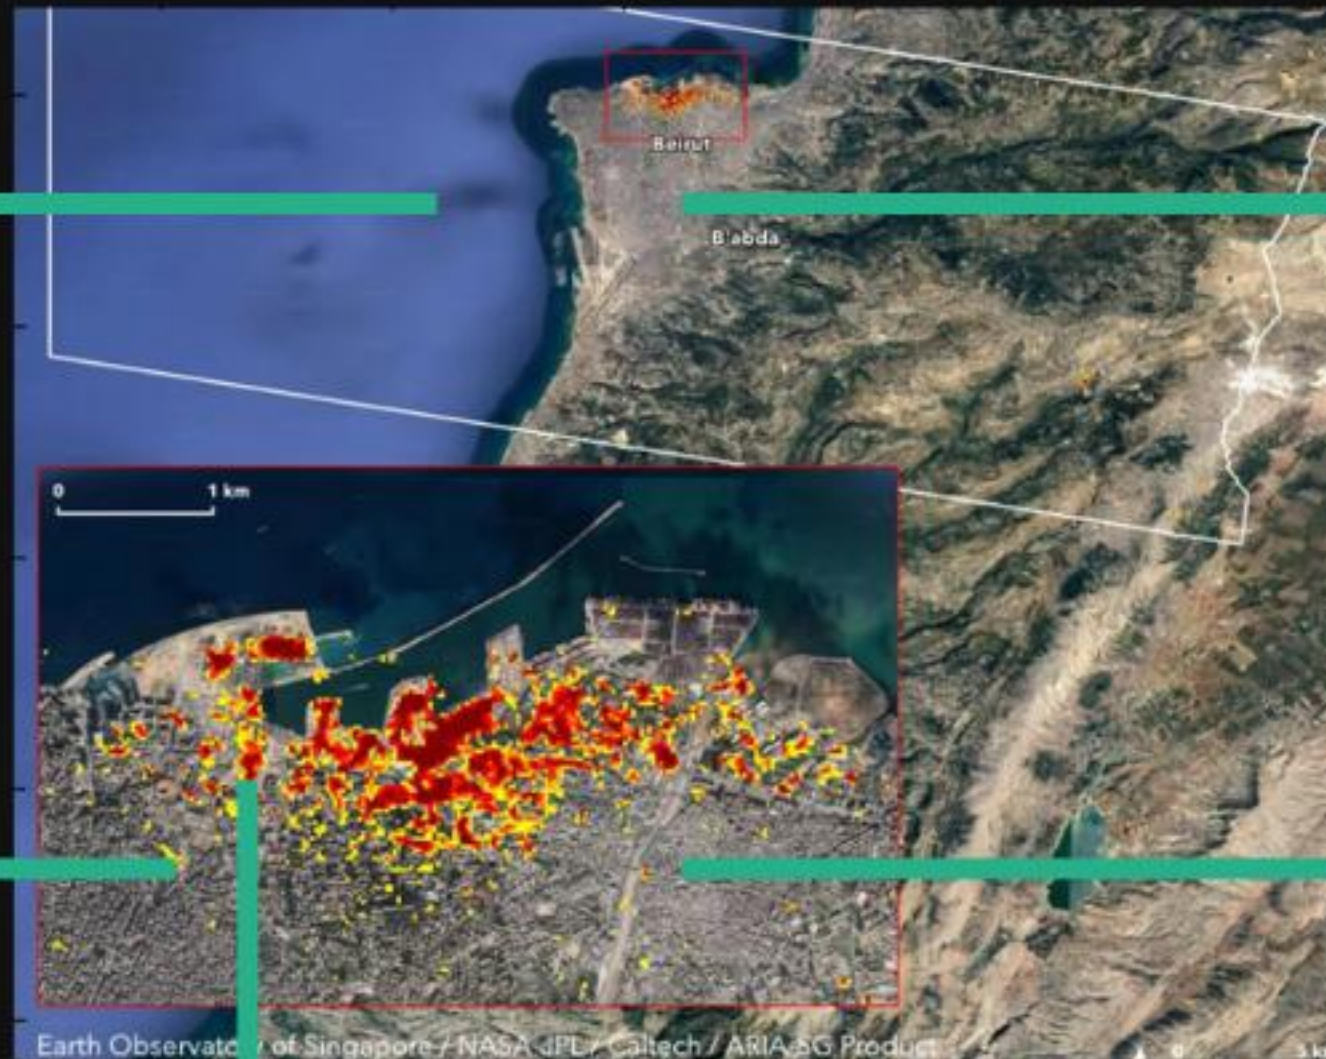 Beirut
B'abda
0 1 km
Earth Observatory of Singapore / NASA-JPL / Caltech / ARIA-SG Product